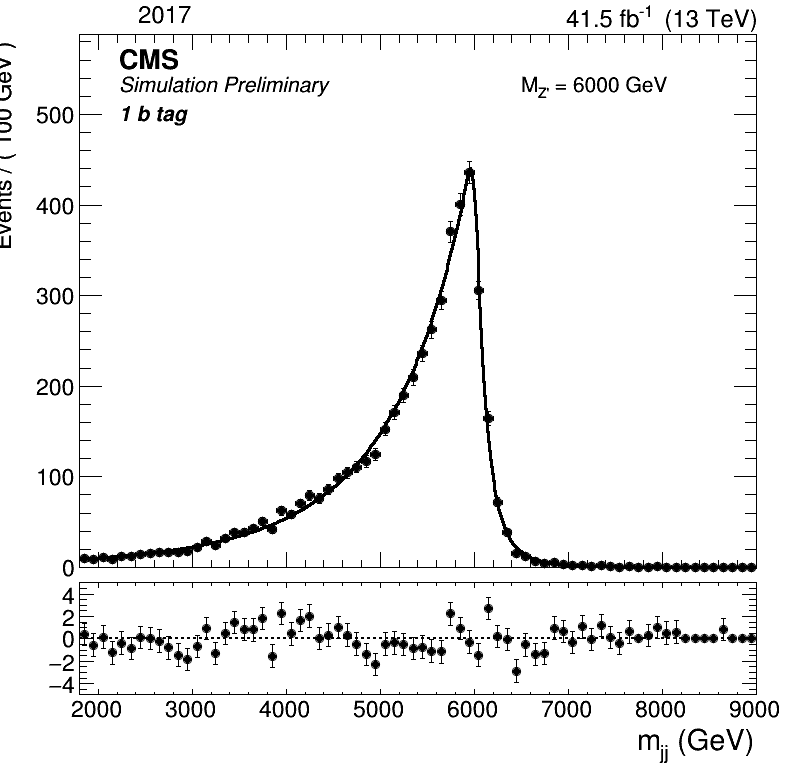 2017
41.5 fb⁻¹ (13 TeV)
CMS
Simulation Preliminary
M_Z' = 6000 GeV
1 b tag
Events / ( 100 GeV )
500
400
300
200
100
0
4
2
0
−2
−4
2000 3000 4000 5000 6000 7000 8000 9000
m_jj (GeV)